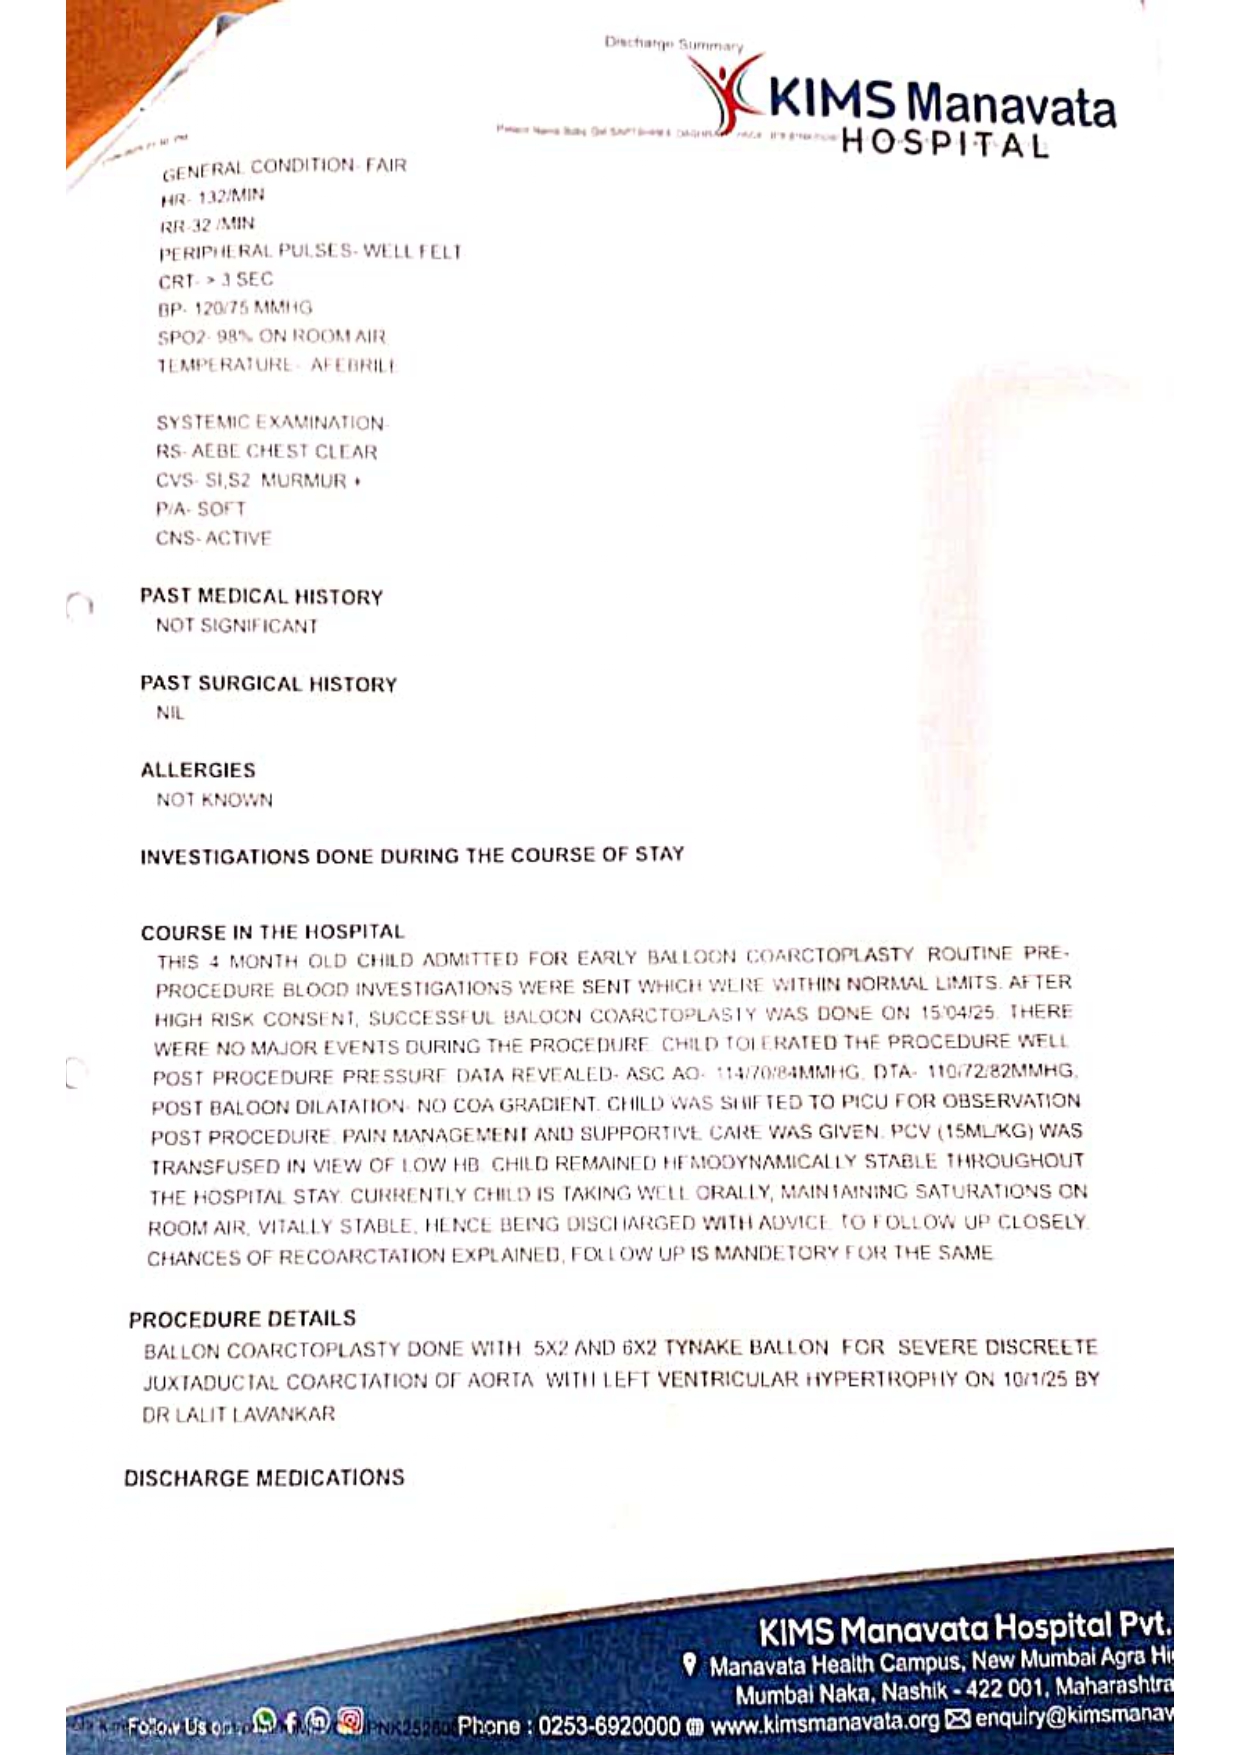 Discharge Summary
KIMS Manavata
HOSPITAL
Patient Name Baby Girl
GENERAL CONDITION- FAIR
HR- 132/MIN
RR-32 /MIN
PERIPHERAL PULSES- WELL FELT
CRT- > 3 SEC
BP- 120/75 MMHG
SPO2- 98% ON ROOM AIR
TEMPERATURE- AFEBRILE
SYSTEMIC EXAMINATION-
RS- AEBE CHEST CLEAR
CVS- SI,S2 MURMUR +
P/A- SOFT
CNS- ACTIVE
PAST MEDICAL HISTORY
NOT SIGNIFICANT
PAST SURGICAL HISTORY
NIL
ALLERGIES
NOT KNOWN
INVESTIGATIONS DONE DURING THE COURSE OF STAY
COURSE IN THE HOSPITAL
THIS 4 MONTH OLD CHILD ADMITTED FOR EARLY BALLOON COARCTOPLASTY. ROUTINE PRE-
PROCEDURE BLOOD INVESTIGATIONS WERE SENT WHICH WERE WITHIN NORMAL LIMITS. AFTER
HIGH RISK CONSENT, SUCCESSFUL BALOON COARCTOPLASTY WAS DONE ON 15/04/25. THERE
WERE NO MAJOR EVENTS DURING THE PROCEDURE. CHILD TOLERATED THE PROCEDURE WELL.
POST PROCEDURE PRESSURE DATA REVEALED- ASC AO- 114/70/84MMHG, DTA- 110/72/82MMHG,
POST BALOON DILATATION- NO COA GRADIENT. CHILD WAS SHIFTED TO PICU FOR OBSERVATION
POST PROCEDURE. PAIN MANAGEMENT AND SUPPORTIVE CARE WAS GIVEN. PCV (15ML/KG) WAS
TRANSFUSED IN VIEW OF LOW HB. CHILD REMAINED HEMODYNAMICALLY STABLE THROUGHOUT
THE HOSPITAL STAY. CURRENTLY CHILD IS TAKING WELL ORALLY, MAINTAINING SATURATIONS ON
ROOM AIR, VITALLY STABLE, HENCE BEING DISCHARGED WITH ADVICE TO FOLLOW UP CLOSELY.
CHANCES OF RECOARCTATION EXPLAINED, FOLLOW UP IS MANDETORY FOR THE SAME
PROCEDURE DETAILS
BALLON COARCTOPLASTY DONE WITH 5X2 AND 6X2 TYNAKE BALLON FOR SEVERE DISCREETE
JUXTADUCTAL COARCTATION OF AORTA WITH LEFT VENTRICULAR HYPERTROPHY ON 10/1/25 BY
DR LALIT LAVANKAR
DISCHARGE MEDICATIONS
KIMS Manavata Hospital Pvt.
Manavata Health Campus, New Mumbai Agra Hi
Mumbai Naka, Nashik - 422 001, Maharashtra
Follow Us on Phone : 0253-6920000 www.kimsmanavata.org enquiry@kimsmanav